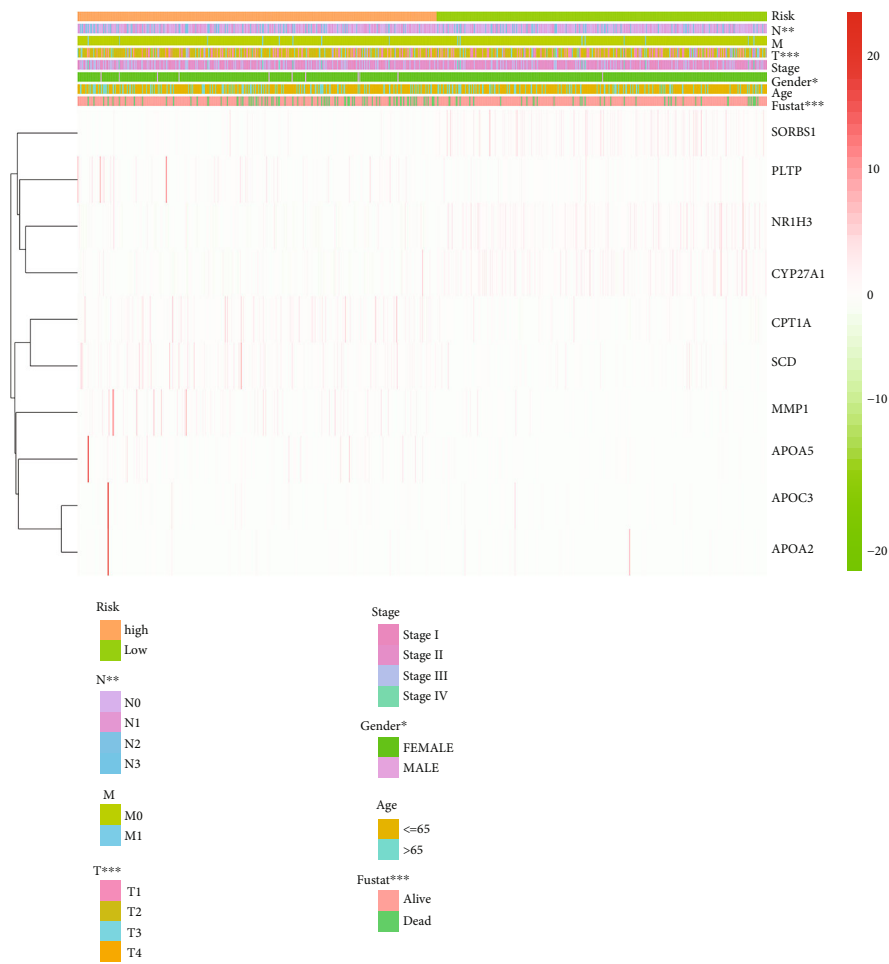 Risk
N**
M
T***
Stage
Gender*
Age
Fustat***
SORBS1
PLTP
NR1H3
CYP27A1
CPT1A
SCD
MMP1
APOA5
APOC3
APOA2
20
10
0
−10
−20
Risk
high
Low
N**
N0
N1
N2
N3
M
M0
M1
T***
T1
T2
T3
T4
Stage
Stage I
Stage II
Stage III
Stage IV
Gender*
FEMALE
MALE
Age
<=65
>65
Fustat***
Alive
Dead